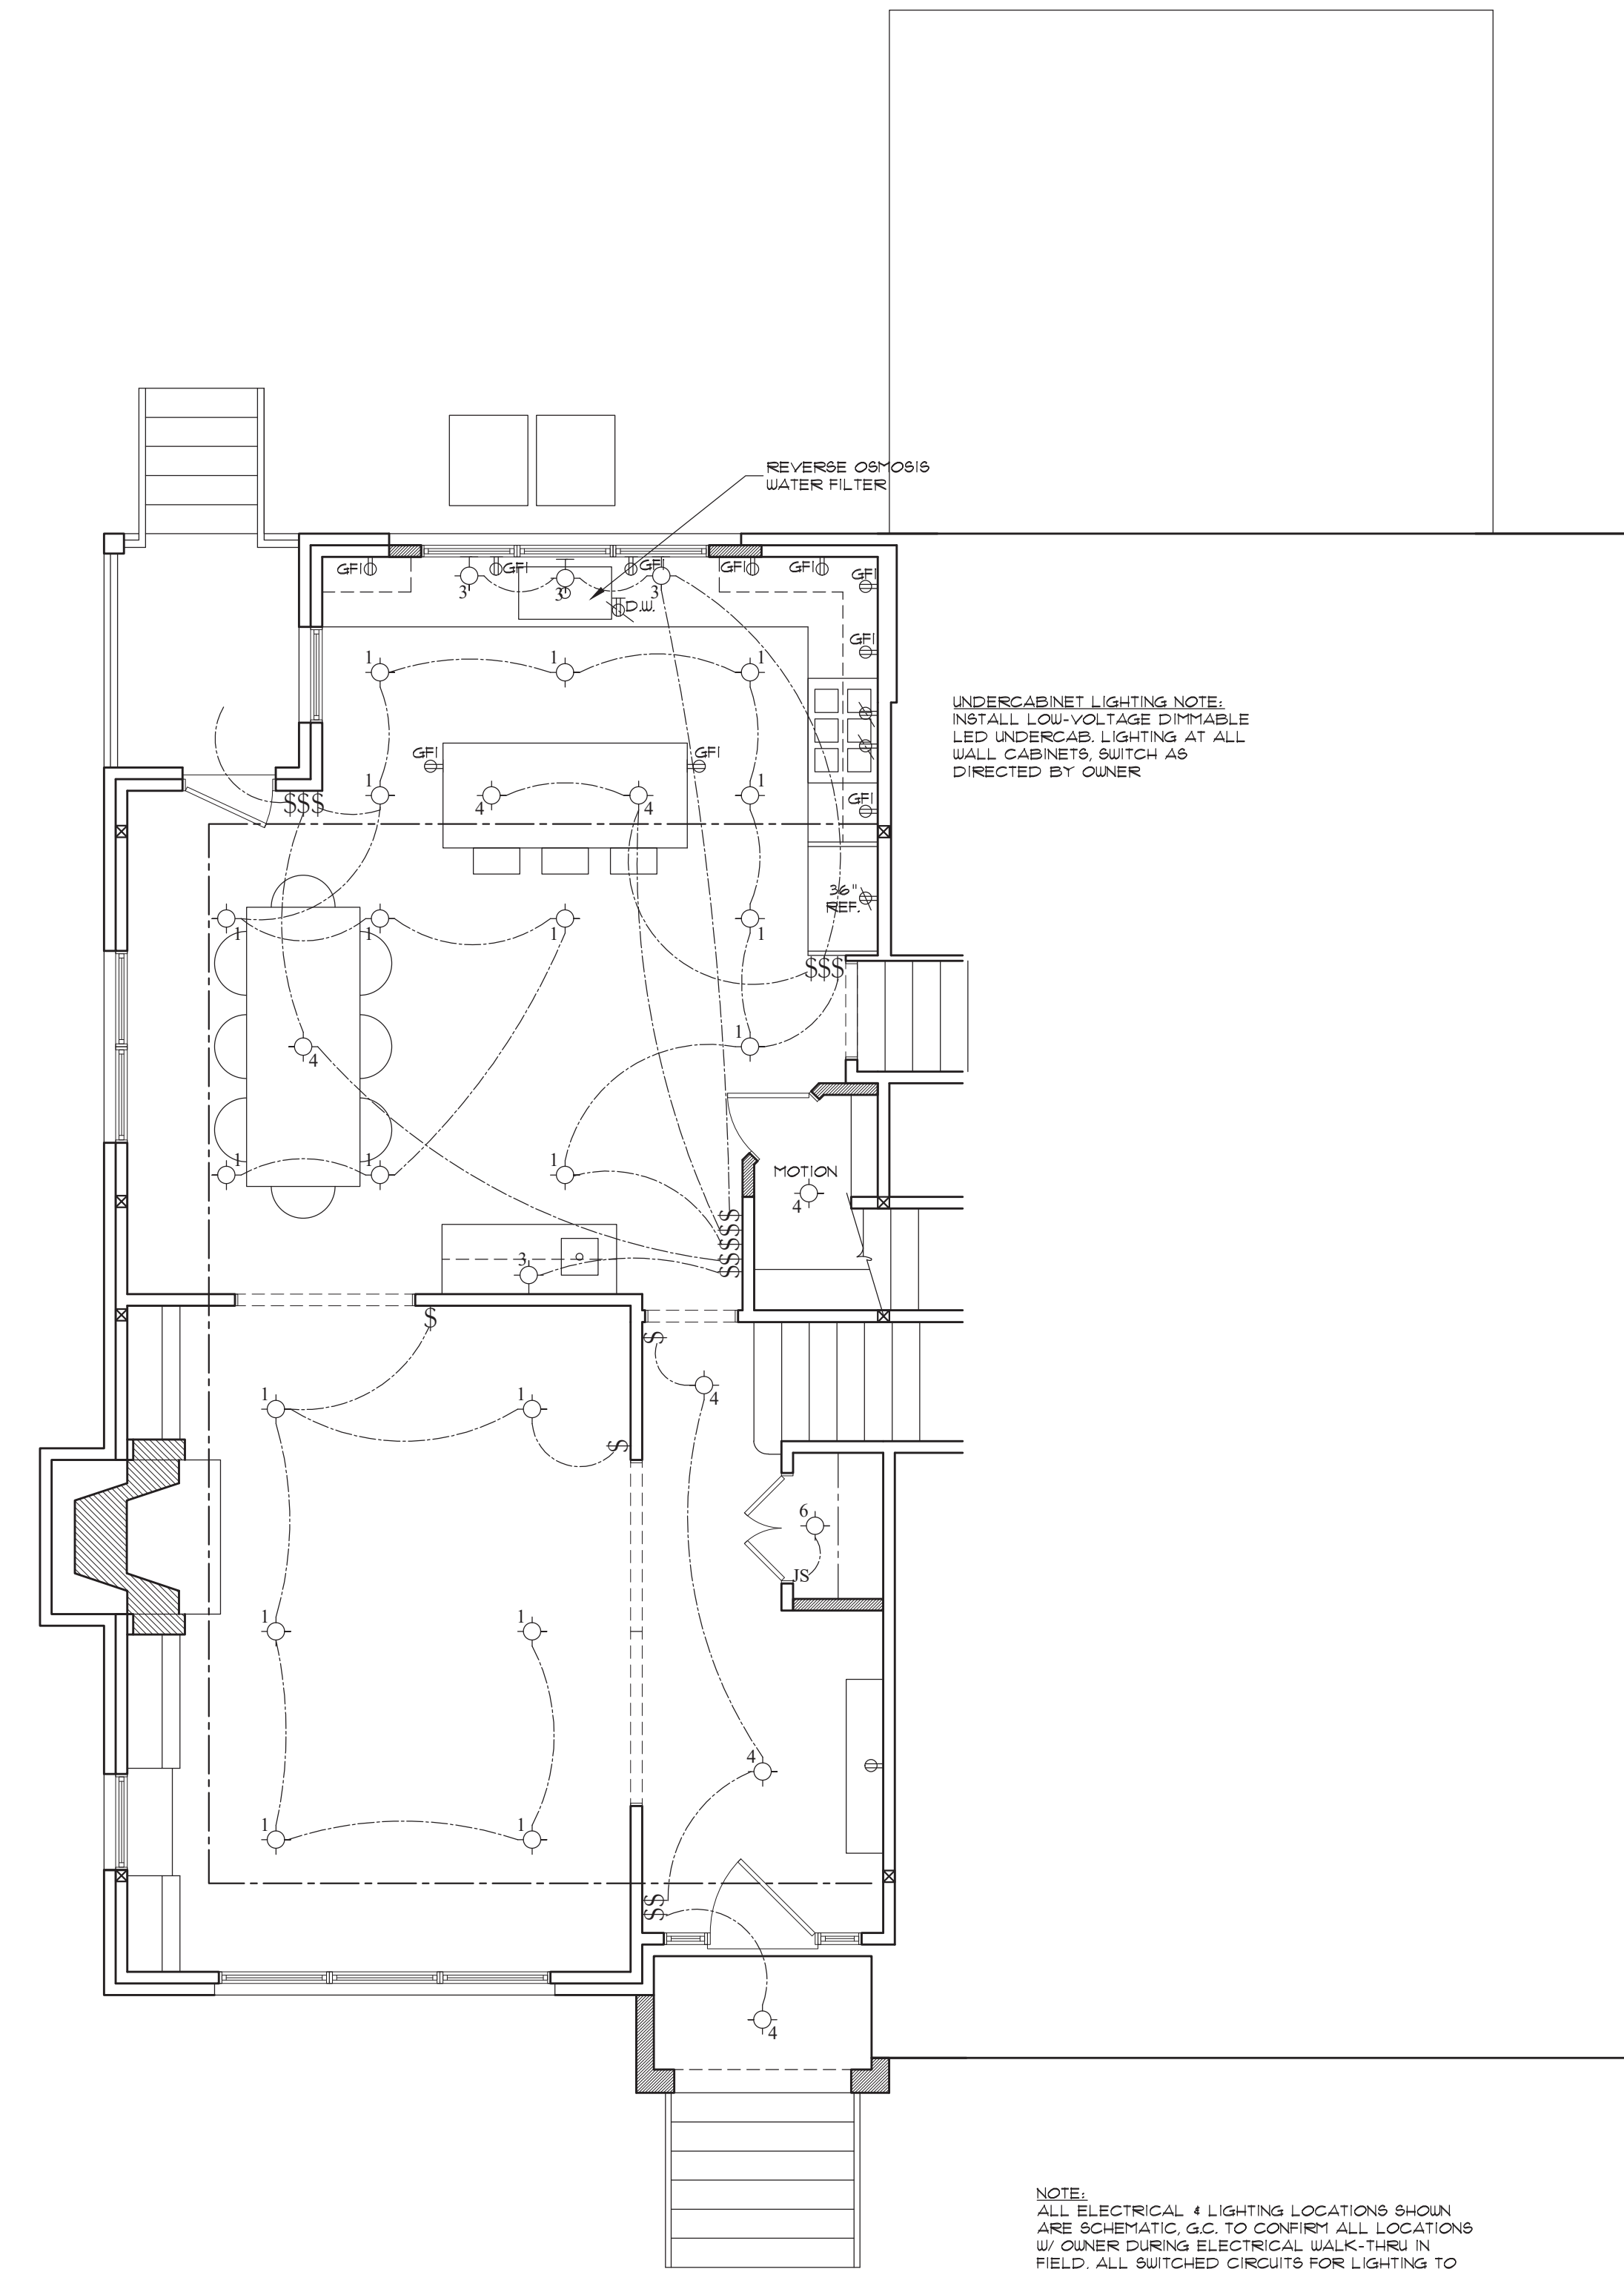 REVERSE OSMOSIS
WATER FILTER
GFI
GFI
GFI
GFI
GFI
GFI
3
3
3
D.W.
GFI
1
1
1
UNDERCABINET LIGHTING NOTE:
INSTALL LOW-VOLTAGE DIMMABLE
LED UNDERCAB. LIGHTING AT ALL
WALL CABINETS, SWITCH AS
DIRECTED BY OWNER
GFI
GFI
1
1
$$$
4
4
GFI
36"
REF.
1
1
1
1
$$$
1
4
1
1
1
MOTION
4
$$$$$
3
$
$
4
1
1
$
6
JS
1
1
4
1
1
$$
4
NOTE:
ALL ELECTRICAL & LIGHTING LOCATIONS SHOWN
ARE SCHEMATIC, G.C. TO CONFIRM ALL LOCATIONS
W/ OWNER DURING ELECTRICAL WALK-THRU IN
FIELD. ALL SWITCHED CIRCUITS FOR LIGHTING TO